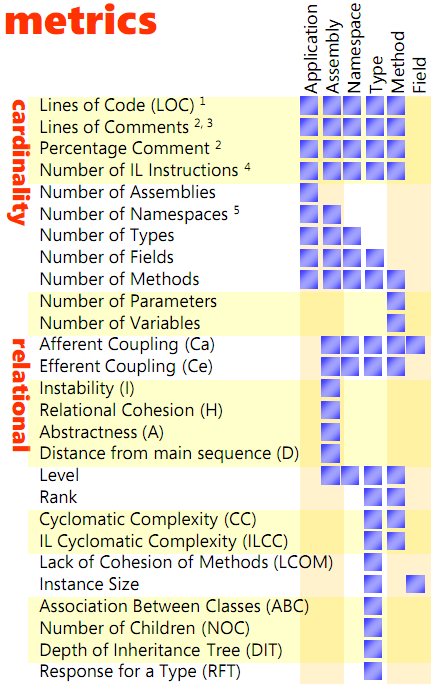 metrics
Application
Assembly
Namespace
Type
Method
Field
cardinality
Lines of Code (LOC) 1
Lines of Comments 2, 3
Percentage Comment 2
Number of IL Instructions 4
Number of Assemblies
Number of Namespaces 5
Number of Types
Number of Fields
Number of Methods
Number of Parameters
Number of Variables
relational
Afferent Coupling (Ca)
Efferent Coupling (Ce)
Instability (I)
Relational Cohesion (H)
Abstractness (A)
Distance from main sequence (D)
Level
Rank
Cyclomatic Complexity (CC)
IL Cyclomatic Complexity (ILCC)
Lack of Cohesion of Methods (LCOM)
Instance Size
Association Between Classes (ABC)
Number of Children (NOC)
Depth of Inheritance Tree (DIT)
Response for a Type (RFT)